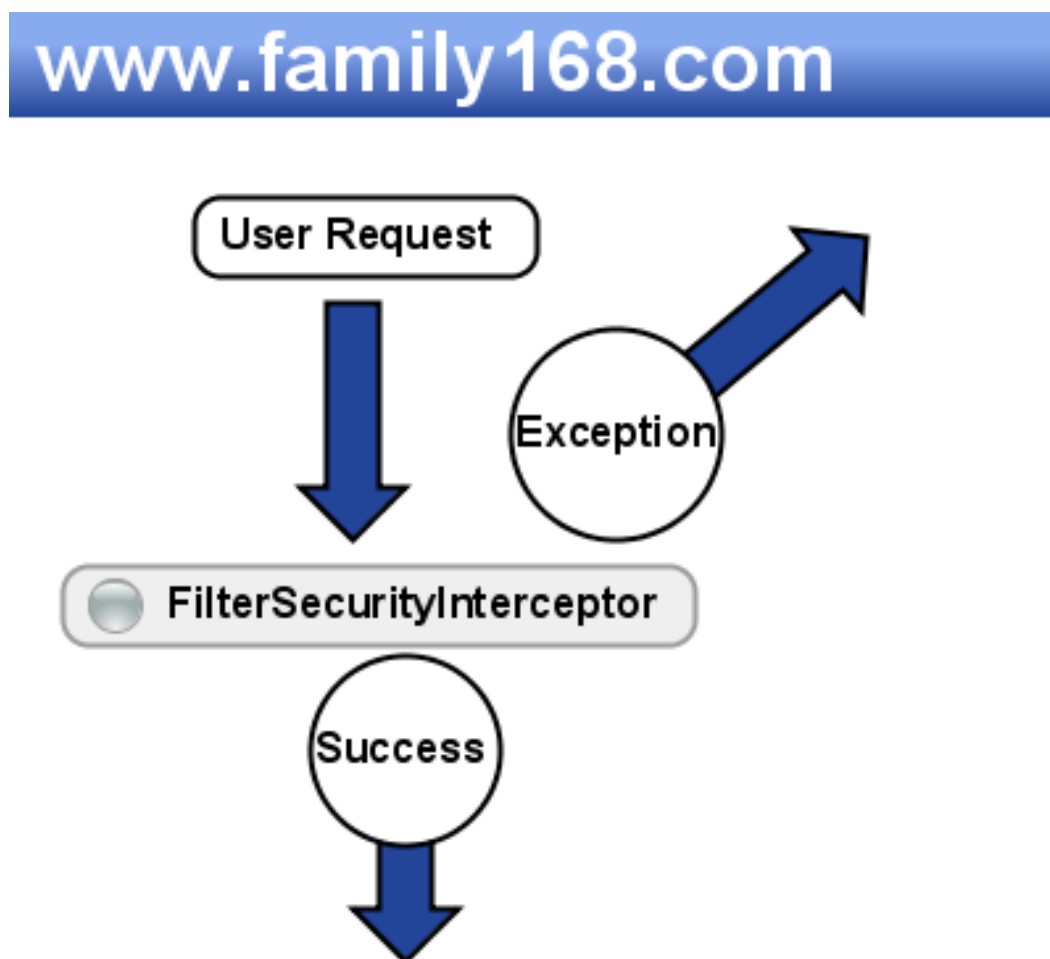 www.family168.com
User Request
Exception
FilterSecurityInterceptor
Success